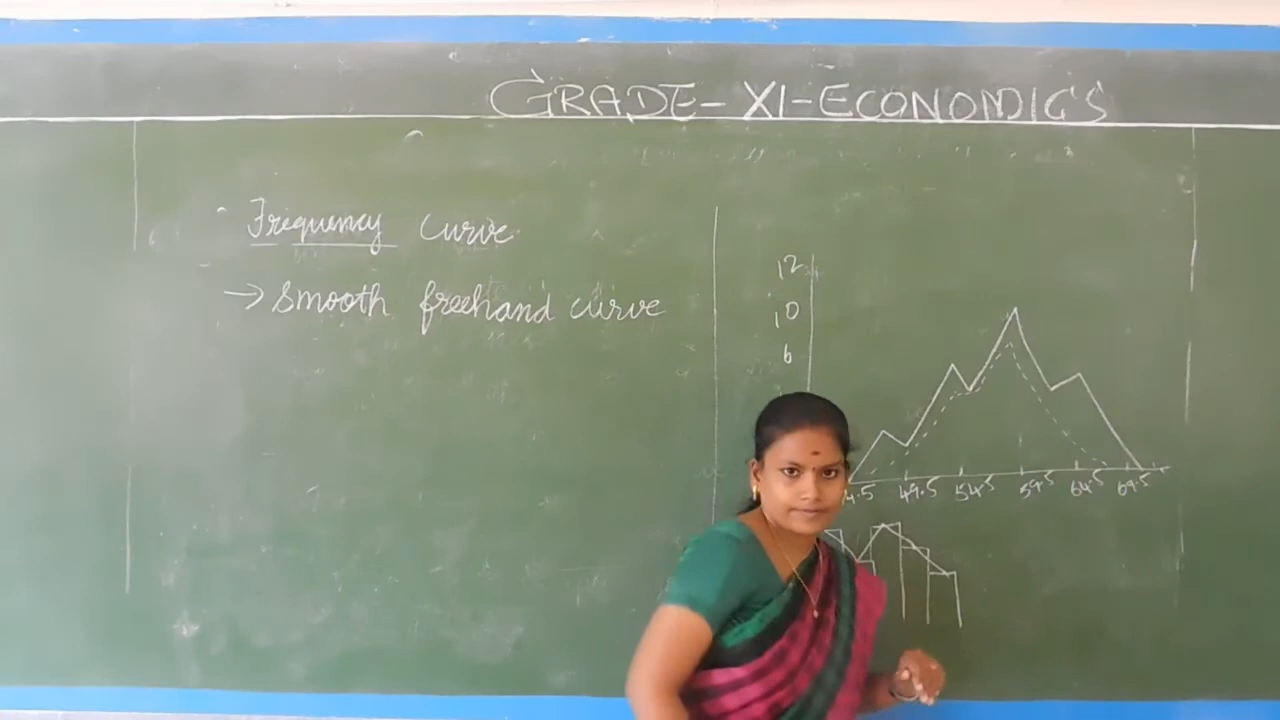 GRADE-XI-ECONOMICS
Frequency curve
→ smooth freehand curve
12
10
6
4.5 49.5 54.5 59.5 64.5 69.5